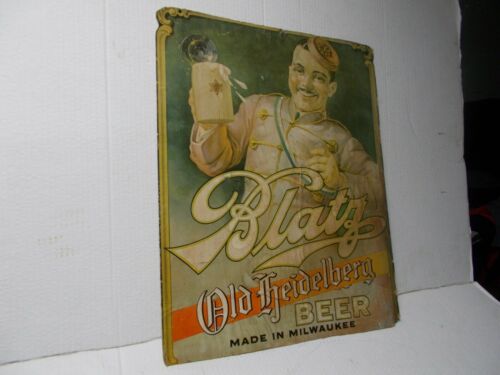 Blatz
Old Heidelberg
BEER
MADE IN MILWAUKEE